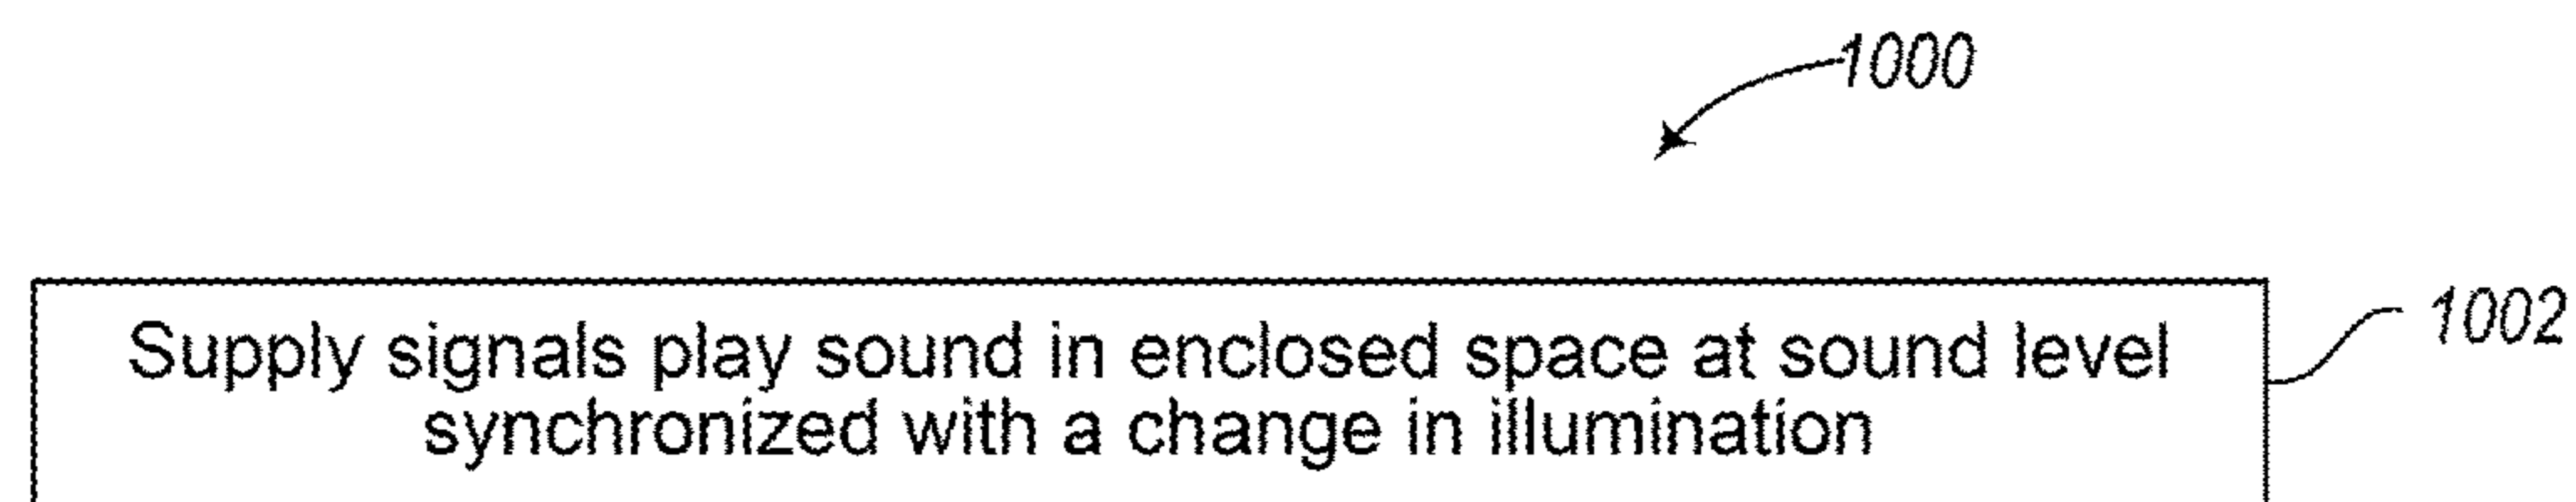 1000
Supply signals play sound in enclosed space at sound level
synchronized with a change in illumination
1002